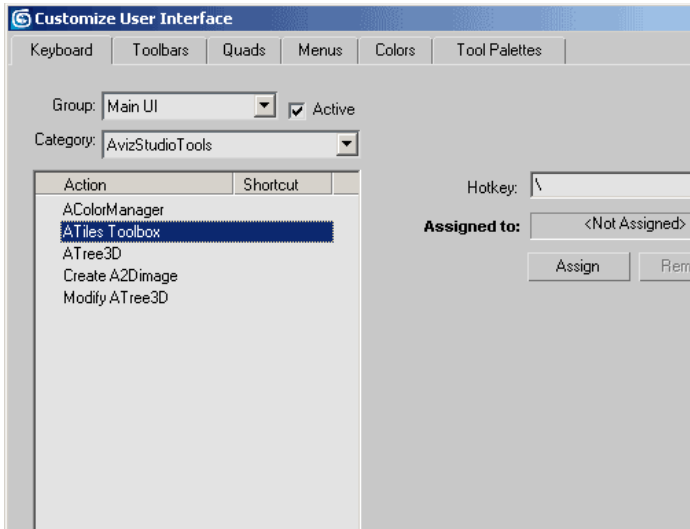 Customize User Interface
Keyboard Toolbars Quads Menus Colors Tool Palettes
Group: Main UI Active
Category: AvizStudioTools
Action Shortcut
AColorManager
ATiles Toolbox
ATree3D
Create A2Dimage
Modify ATree3D
Hotkey: \
Assigned to: <Not Assigned>
Assign Rem